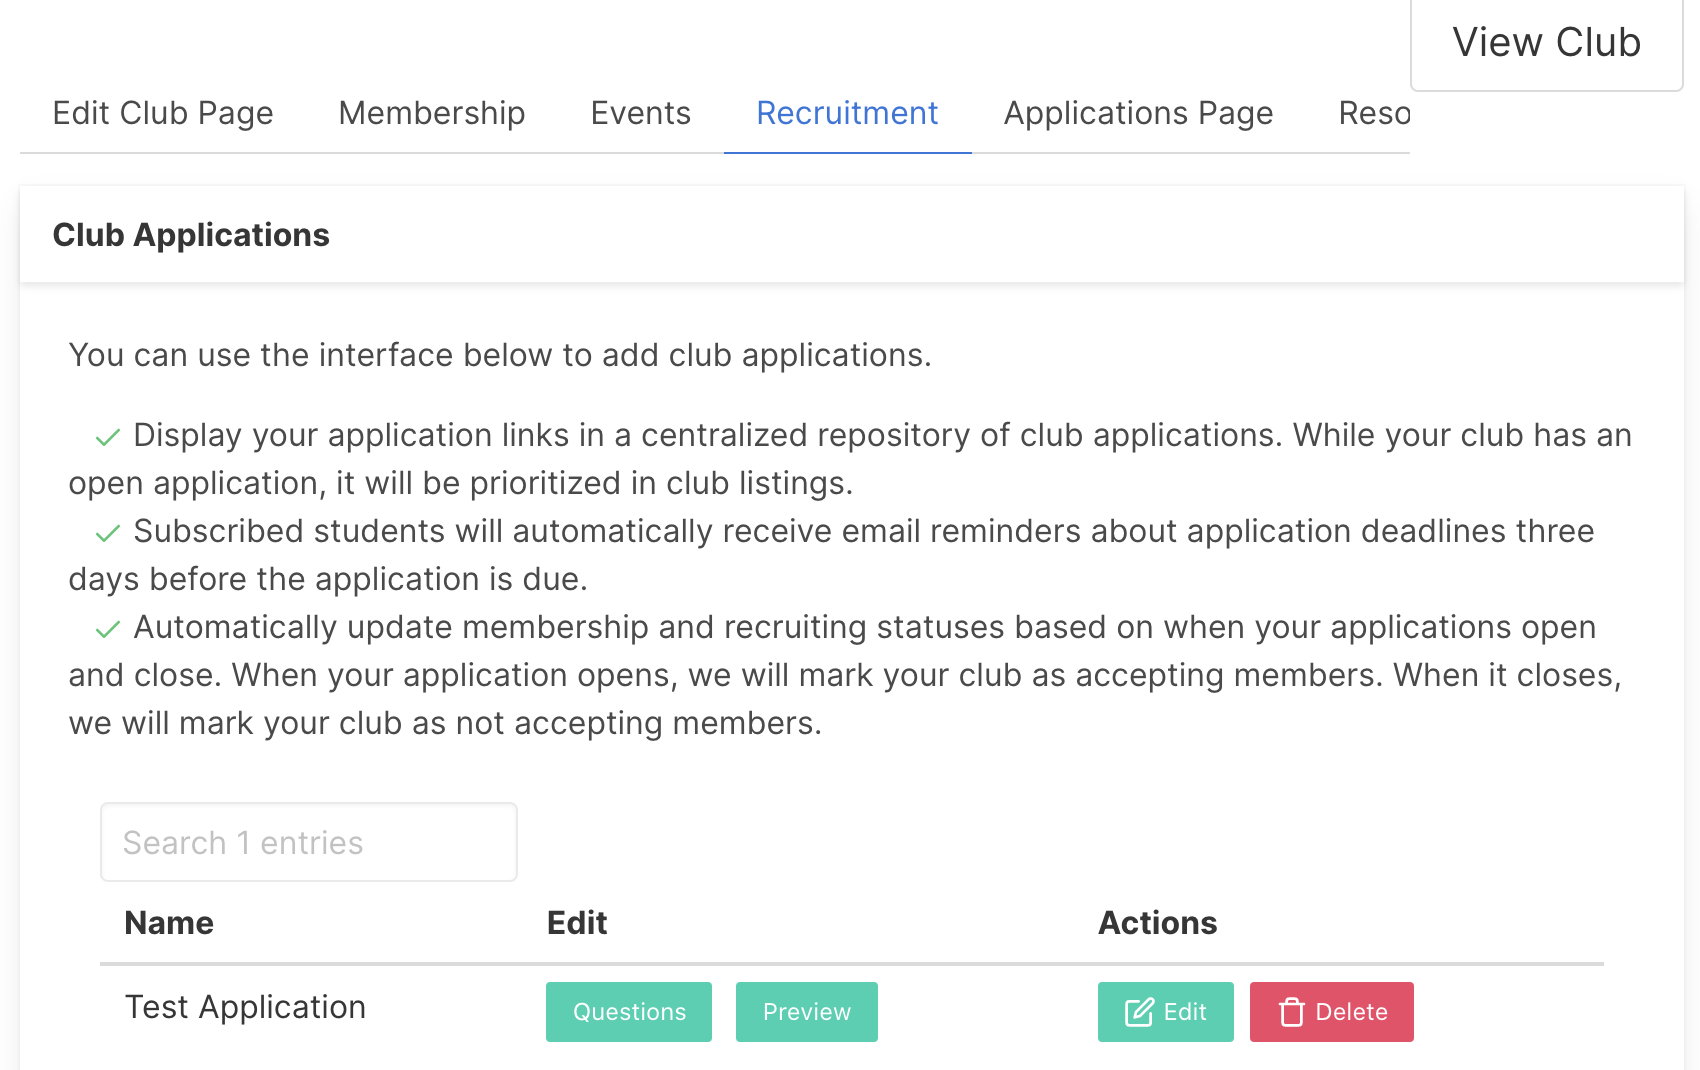 View Club
Edit Club Page Membership Events Recruitment Applications Page Reso
Club Applications
You can use the interface below to add club applications.
Display your application links in a centralized repository of club applications. While your club has an
open application, it will be prioritized in club listings.
Subscribed students will automatically receive email reminders about application deadlines three
days before the application is due.
Automatically update membership and recruiting statuses based on when your applications open
and close. When your application opens, we will mark your club as accepting members. When it closes,
we will mark your club as not accepting members.
Search 1 entries
Name Edit Actions
Test Application Questions Preview Edit Delete